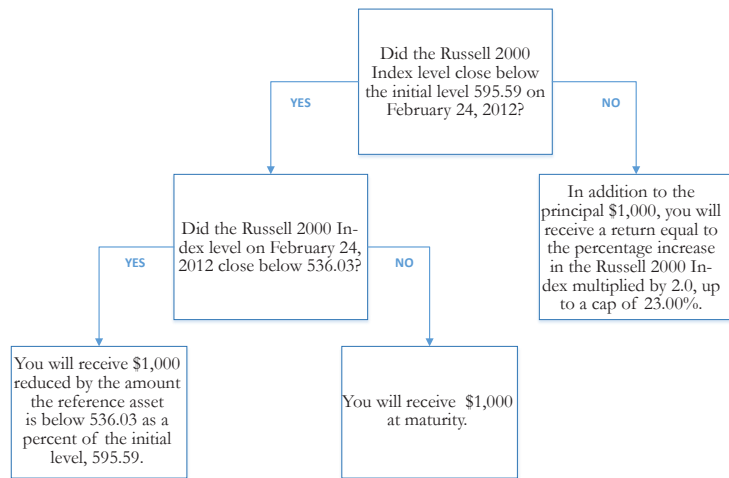 Did the Russell 2000
Index level close below
the initial level 595.59 on
February 24, 2012?
YES
NO
Did the Russell 2000 In-
dex level on February 24,
2012 close below 536.03?
In addition to the
principal $1,000, you will
receive a return equal to
the percentage increase
in the Russell 2000 In-
dex multiplied by 2.0, up
to a cap of 23.00%.
YES
NO
You will receive $1,000
reduced by the amount
the reference asset
is below 536.03 as a
percent of the initial
level, 595.59.
You will receive $1,000
at maturity.